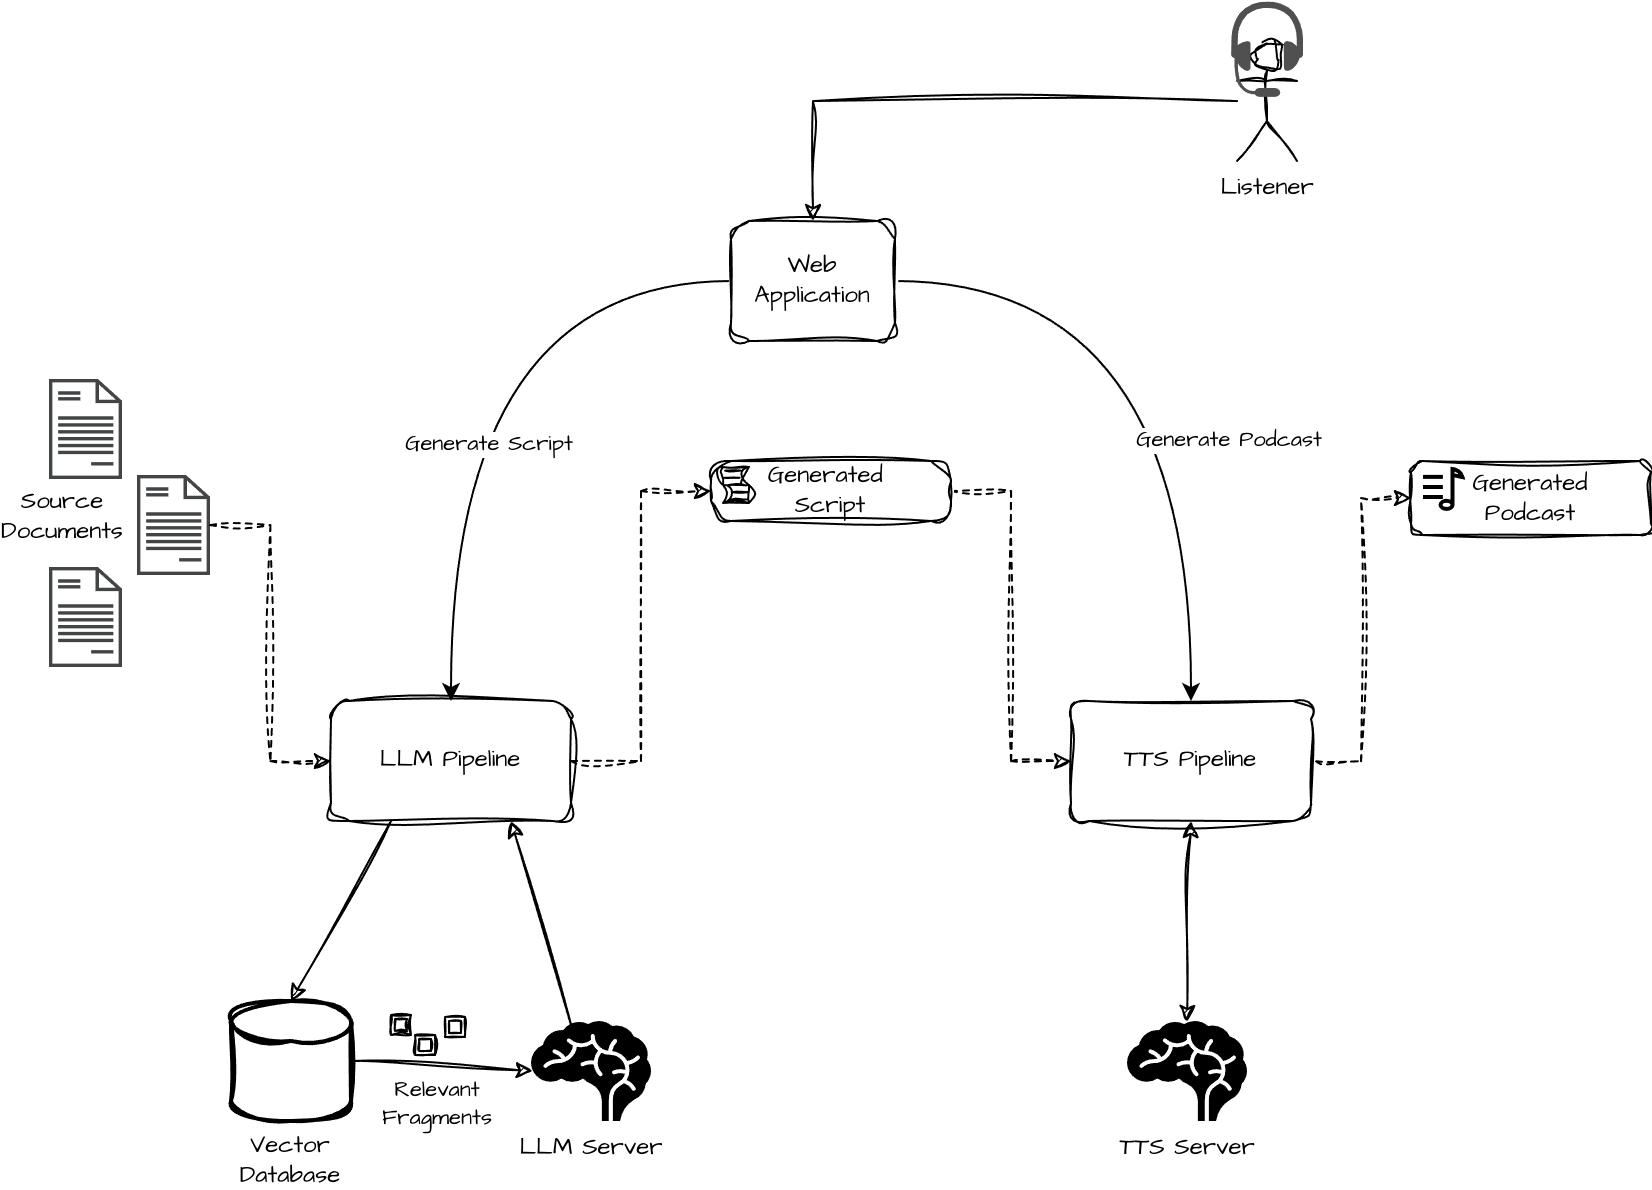 Listener
Web
Application
Generate Script
Generate Podcast
Source
Documents
Generated
Script
Generated
Podcast
LLM Pipeline
TTS Pipeline
Relevant
Fragments
Vector
Database
LLM Server
TTS Server